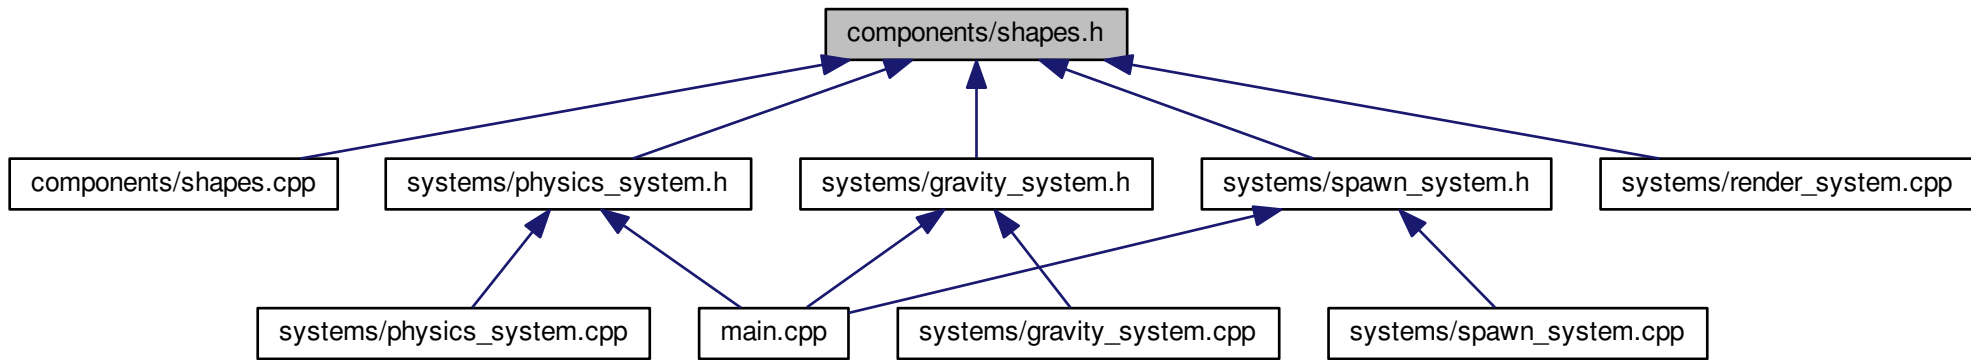 components/shapes.h
components/shapes.cpp
systems/physics_system.h
systems/gravity_system.h
systems/spawn_system.h
systems/render_system.cpp
systems/physics_system.cpp
main.cpp
systems/gravity_system.cpp
systems/spawn_system.cpp